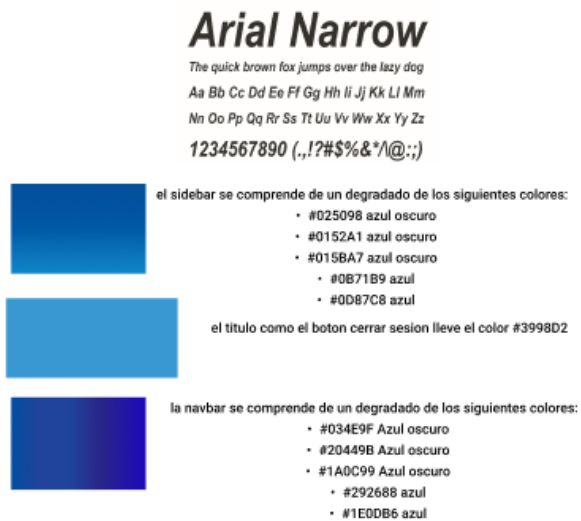 Arial Narrow
The quick brown fox jumps over the lazy dog
Aa Bb Cc Dd Ee Ff Gg Hh Ii Jj Kk Ll Mm
Nn Oo Pp Qq Rr Ss Tt Uu Vv Ww Xx Yy Zz
1234567890 (.,!?#$%&*/\@:;)
el sidebar se comprende de un degradado de los siguientes colores:
• #025098 azul oscuro
• #0152A1 azul oscuro
• #015BA7 azul oscuro
• #0B71B9 azul
• #0D87C8 azul
el titulo como el boton cerrar sesion lleve el color #3998D2
la navbar se comprende de un degradado de los siguientes colores:
• #034E9F Azul oscuro
• #20449B Azul oscuro
• #1A0C99 Azul oscuro
• #292688 azul
• #1E0DB6 azul